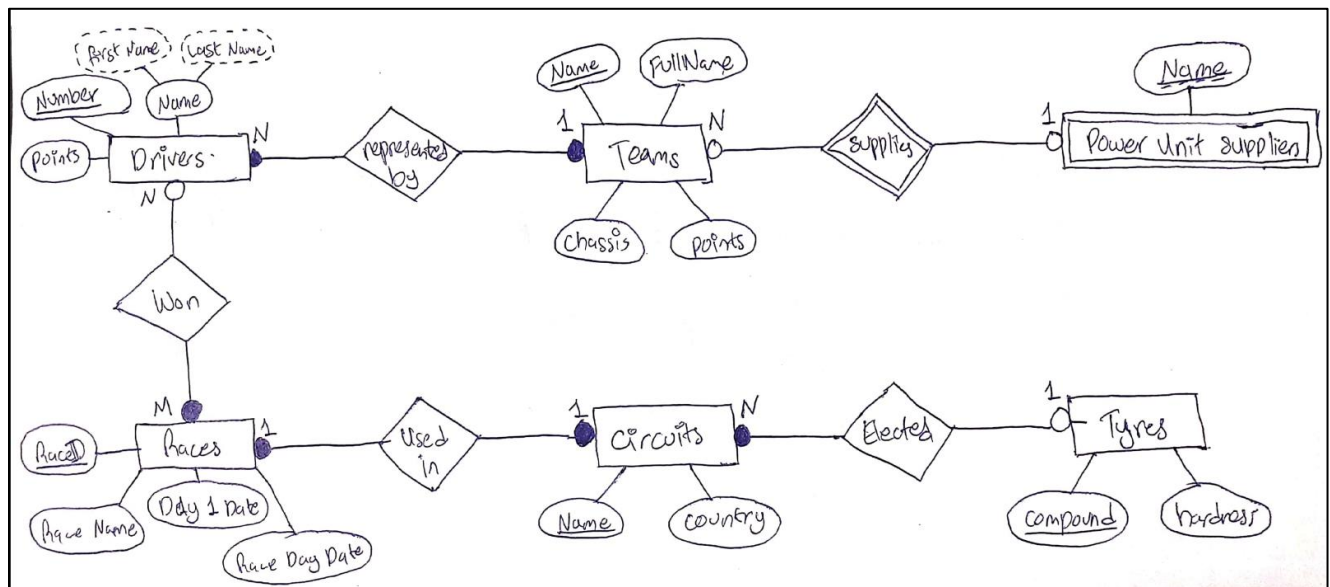 First Name
Last Name
Number
Name
points
Drivers
N
represented
by
1
Name
FullName
Teams
N
chassis
points
supplies
1
Name
Power Unit suppliers
N
Won
M
RaceID
Races
1
Race Name
Day 1 Date
Race Day Date
Used
in
1
Circuits
N
Name
country
Elected
1
Tyres
compound
hardness